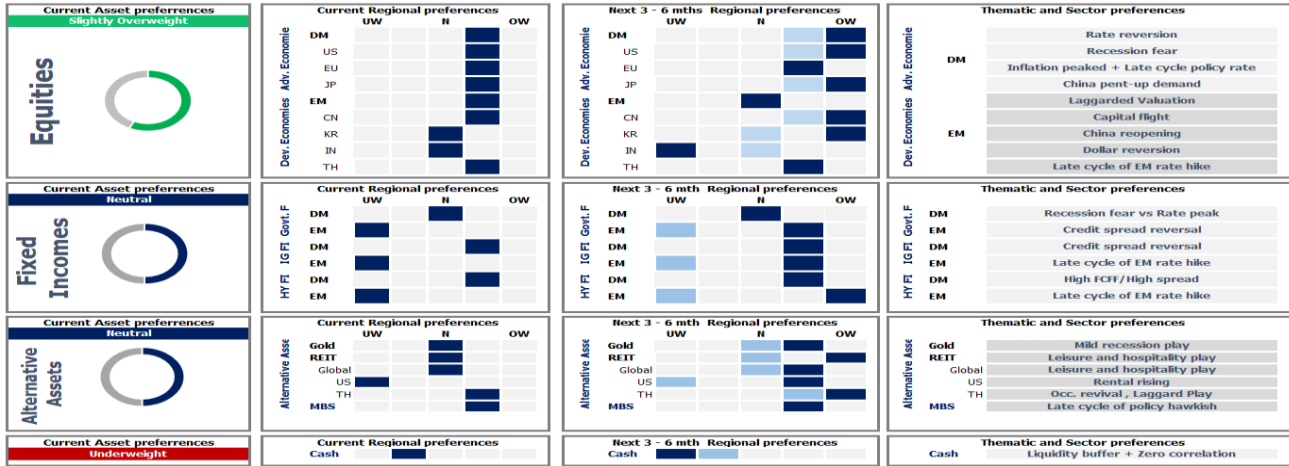 Current Asset preferrences
Slightly Overweight
Equities
Current Regional preferences
UW N OW
Adv. Economie
DM
US
EU
JP
Dev. Economies
EM
CN
KR
IN
TH
Next 3 - 6 mths Regional preferences
UW N OW
Adv. Economie
DM
US
EU
JP
Dev. Economies
EM
CN
KR
IN
TH
Thematic and Sector preferences
Adv. Economie
DM
Rate reversion
Recession fear
Inflation peaked + Late cycle policy rate
China pent-up demand
Dev. Economies
EM
Laggarded Valuation
Capital flight
China reopening
Dollar reversion
Late cycle of EM rate hike
Current Asset preferrences
Neutral
Fixed
Incomes
Current Regional preferences
UW N OW
Govt. F
DM
EM
IG FI
DM
EM
HY FI
DM
EM
Next 3 - 6 mth Regional preferences
UW N OW
Govt. F
DM
EM
IG FI
DM
EM
HY FI
DM
EM
Thematic and Sector preferences
Govt. F
DM Recession fear vs Rate peak
EM Credit spread reversal
IG FI
DM Credit spread reversal
EM Late cycle of EM rate hike
HY FI
DM High FCFF/High spread
EM Late cycle of EM rate hike
Current Asset preferrences
Neutral
Alternative
Assets
Current Regional preferences
UW N OW
Alternative Asse
Gold
REIT
Global
US
TH
MBS
Next 3 - 6 mth Regional preferences
UW N OW
Alternative Asse
Gold
REIT
Global
US
TH
MBS
Thematic and Sector preferences
Alternative Asse
Gold Mild recession play
REIT Leisure and hospitality play
Global Leisure and hospitality play
US Rental rising
TH Occ. revival , Laggard Play
MBS Late cycle of policy hawkish
Current Asset preferrences
Underweight
Current Regional preferences
Cash
Next 3 - 6 mth Regional preferences
Cash
Thematic and Sector preferences
Cash Liquidity buffer + Zero correlation